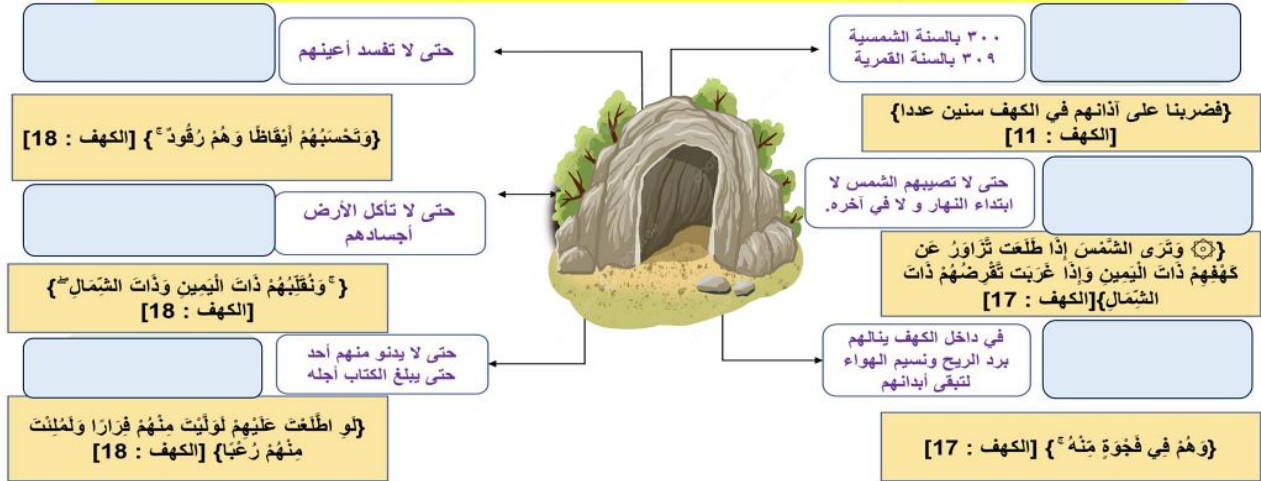 ٣٠٠ بالسنة الشمسية
٣٠٩ بالسنة القمرية
{فضربنا على آذانهم في الكهف سنين عددا}
[الكهف : 11]
حتى لا تصيبهم الشمس لا
ابتداء النهار و لا في آخره.
{۞ وَتَرَى الشَّمْسَ إِذَا طَلَعَت تَّزَاوَرُ عَن
كَهْفِهِمْ ذَاتَ الْيَمِينِ وَإِذَا غَرَبَت تَّقْرِضُهُمْ ذَاتَ
الشِّمَالِ}[الكهف : 17]
في داخل الكهف ينالهم
برد الريح ونسيم الهواء
لتبقى أبدانهم
{وَهُمْ فِي فَجْوَةٍ مِّنْهُ ۚ} [الكهف : 17]
حتى لا تفسد أعينهم
{وَتَحْسَبُهُمْ أَيْقَاظًا وَهُمْ رُقُودٌ ۚ} [الكهف : 18]
حتى لا تأكل الأرض
أجسادهم
{ ۚ وَنُقَلِّبُهُمْ ذَاتَ الْيَمِينِ وَذَاتَ الشِّمَالِ ۖ}
[الكهف : 18]
حتى لا يدنو منهم أحد
حتى يبلغ الكتاب أجله
{لَوِ اطَّلَعْتَ عَلَيْهِمْ لَوَلَّيْتَ مِنْهُمْ فِرَارًا وَلَمُلِئْتَ
مِنْهُمْ رُعْبًا} [الكهف : 18]